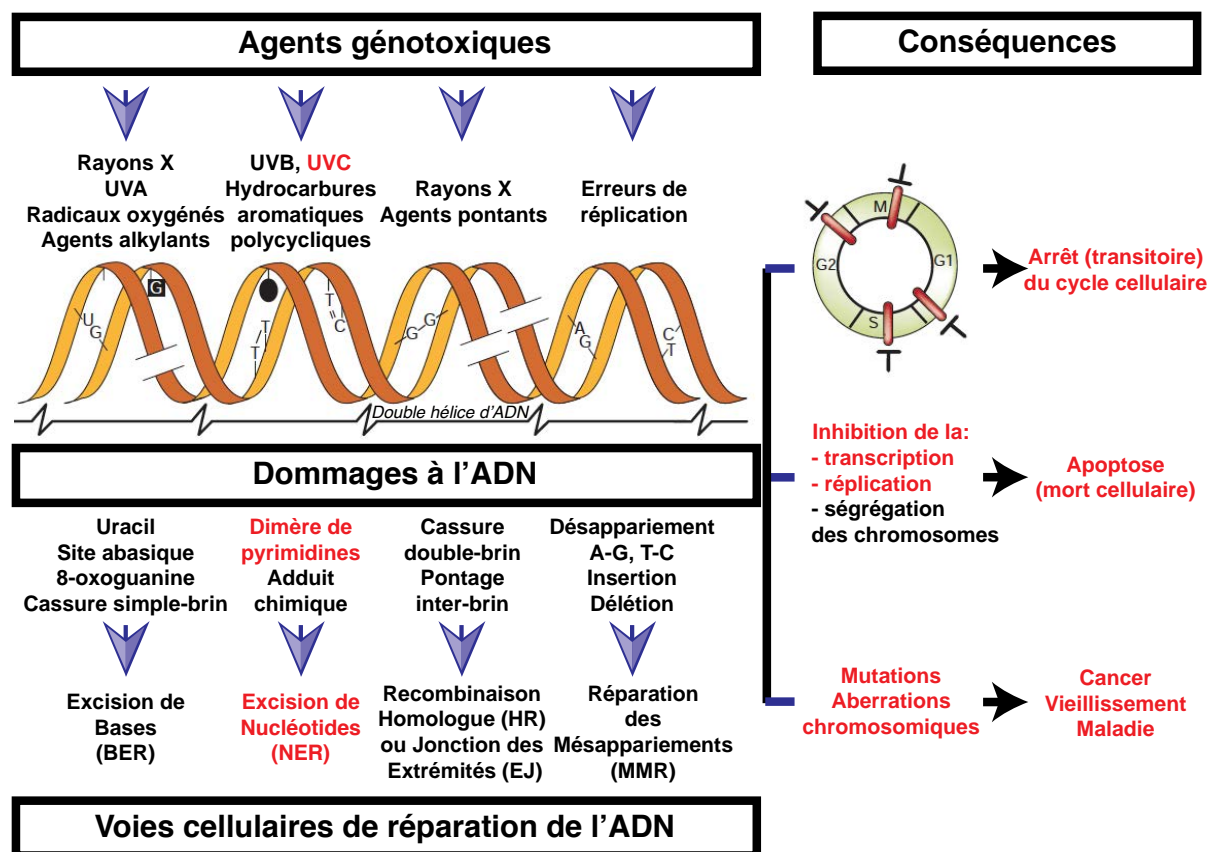 Agents génotoxiques
Conséquences
Rayons X
UVA
Radicaux oxygénés
Agents alkylants
UVB, UVC
Hydrocarbures
aromatiques
polycycliques
Rayons X
Agents pontants
Erreurs de
réplication
U
G
G
T
T
T
C
G
G
A
G
C
T
Double hélice d'ADN
M
G2
G1
S
Arrêt (transitoire)
du cycle cellulaire
Dommages à l'ADN
Uracil
Site abasique
8-oxoguanine
Cassure simple-brin
Dimère de
pyrimidines
Adduit
chimique
Cassure
double-brin
Pontage
inter-brin
Désappariement
A-G, T-C
Insertion
Délétion
Inhibition de la:
- transcription
- réplication
- ségrégation
des chromosomes
Apoptose
(mort cellulaire)
Excision de
Bases
(BER)
Excision de
Nucléotides
(NER)
Recombinaison
Homologue (HR)
ou Jonction des
Extrémités (EJ)
Réparation
des
Mésappariements
(MMR)
Mutations
Aberrations
chromosomiques
Cancer
Vieillissement
Maladie
Voies cellulaires de réparation de l'ADN